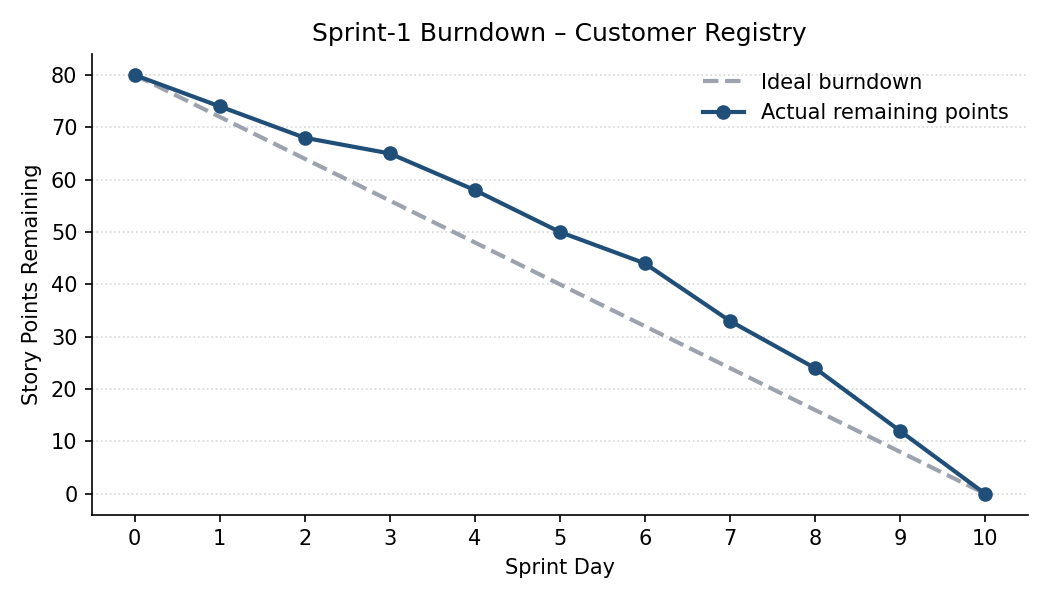 Sprint-1 Burndown – Customer Registry
Ideal burndown
Actual remaining points
Story Points Remaining
80
70
60
50
40
30
20
10
0
0 1 2 3 4 5 6 7 8 9 10
Sprint Day